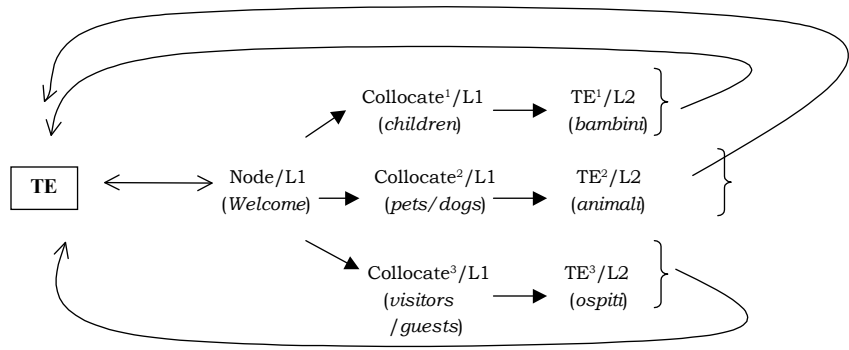 Collocate¹/L1 TE¹/L2
(children) (bambini)
TE Node/L1 Collocate²/L1 TE²/L2
(Welcome) (pets/dogs) (animali)
Collocate³/L1 TE³/L2
(visitors (ospiti)
/guests)